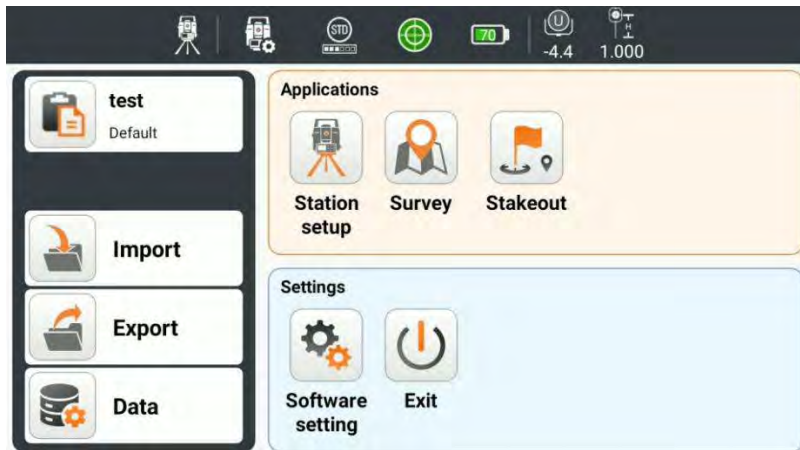 STD
70
U
-4.4
H
1.000
test
Default
Import
Export
Data
Applications
Station
setup
Survey
Stakeout
Settings
Software
setting
Exit